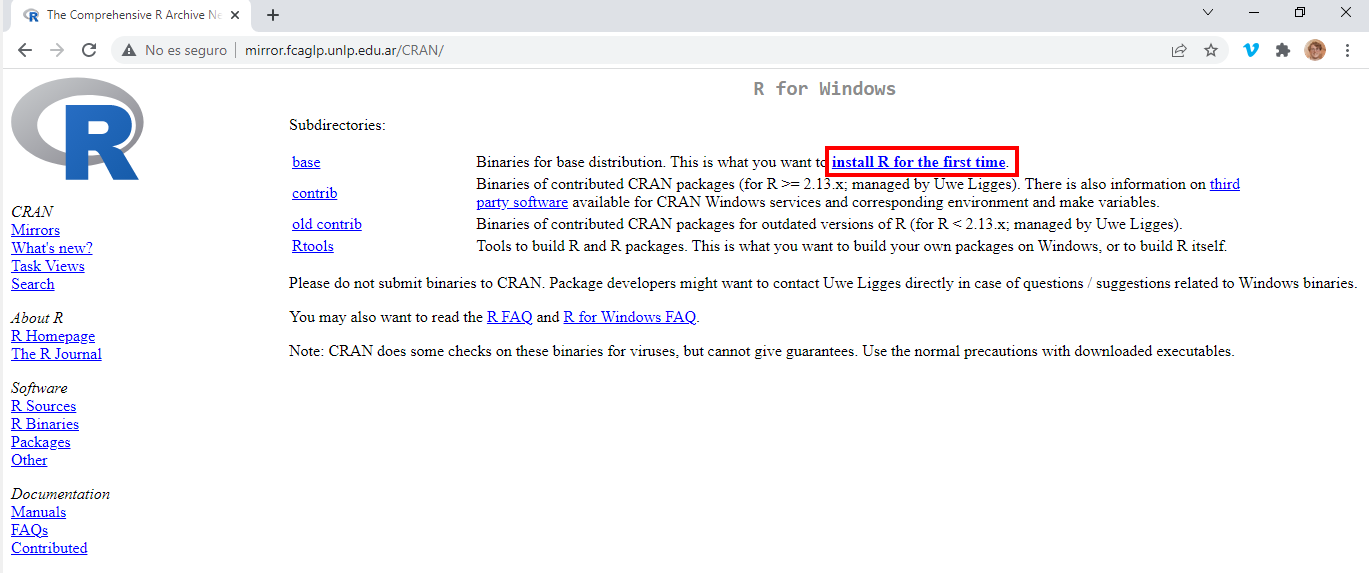 The Comprehensive R Archive Ne
No es seguro | mirror.fcaglp.unlp.edu.ar/CRAN/
R
R for Windows
Subdirectories:
base Binaries for base distribution. This is what you want to install R for the first time.
contrib Binaries of contributed CRAN packages (for R >= 2.13.x; managed by Uwe Ligges). There is also information on third
party software available for CRAN Windows services and corresponding environment and make variables.
old contrib Binaries of contributed CRAN packages for outdated versions of R (for R < 2.13.x; managed by Uwe Ligges).
Rtools Tools to build R and R packages. This is what you want to build your own packages on Windows, or to build R itself.
Please do not submit binaries to CRAN. Package developers might want to contact Uwe Ligges directly in case of questions / suggestions related to Windows binaries.
You may also want to read the R FAQ and R for Windows FAQ.
Note: CRAN does some checks on these binaries for viruses, but cannot give guarantees. Use the normal precautions with downloaded executables.
CRAN
Mirrors
What's new?
Task Views
Search
About R
R Homepage
The R Journal
Software
R Sources
R Binaries
Packages
Other
Documentation
Manuals
FAQs
Contributed